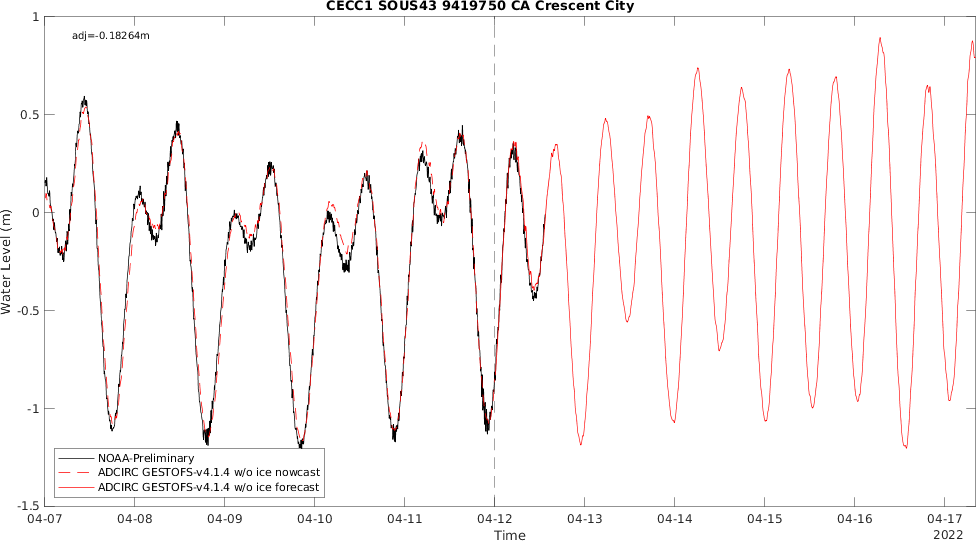 CECC1 SOUS43 9419750 CA Crescent City
adj=-0.18264m
1
0.5
0
-0.5
-1
-1.5
Water Level (m)
NOAA-Preliminary
ADCIRC GESTOFS-v4.1.4 w/o ice nowcast
ADCIRC GESTOFS-v4.1.4 w/o ice forecast
04-07 04-08 04-09 04-10 04-11 04-12 04-13 04-14 04-15 04-16 04-17
Time
2022